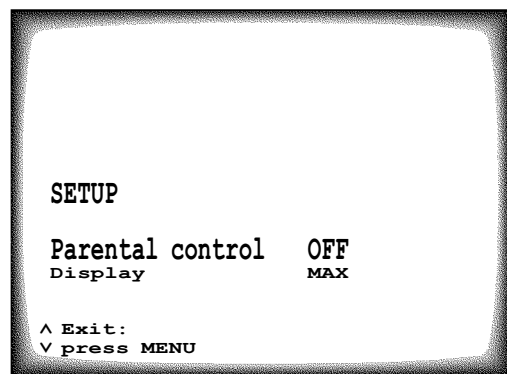 SETUP
Parental control OFF
Display MAX
∧ Exit:
∨ press MENU